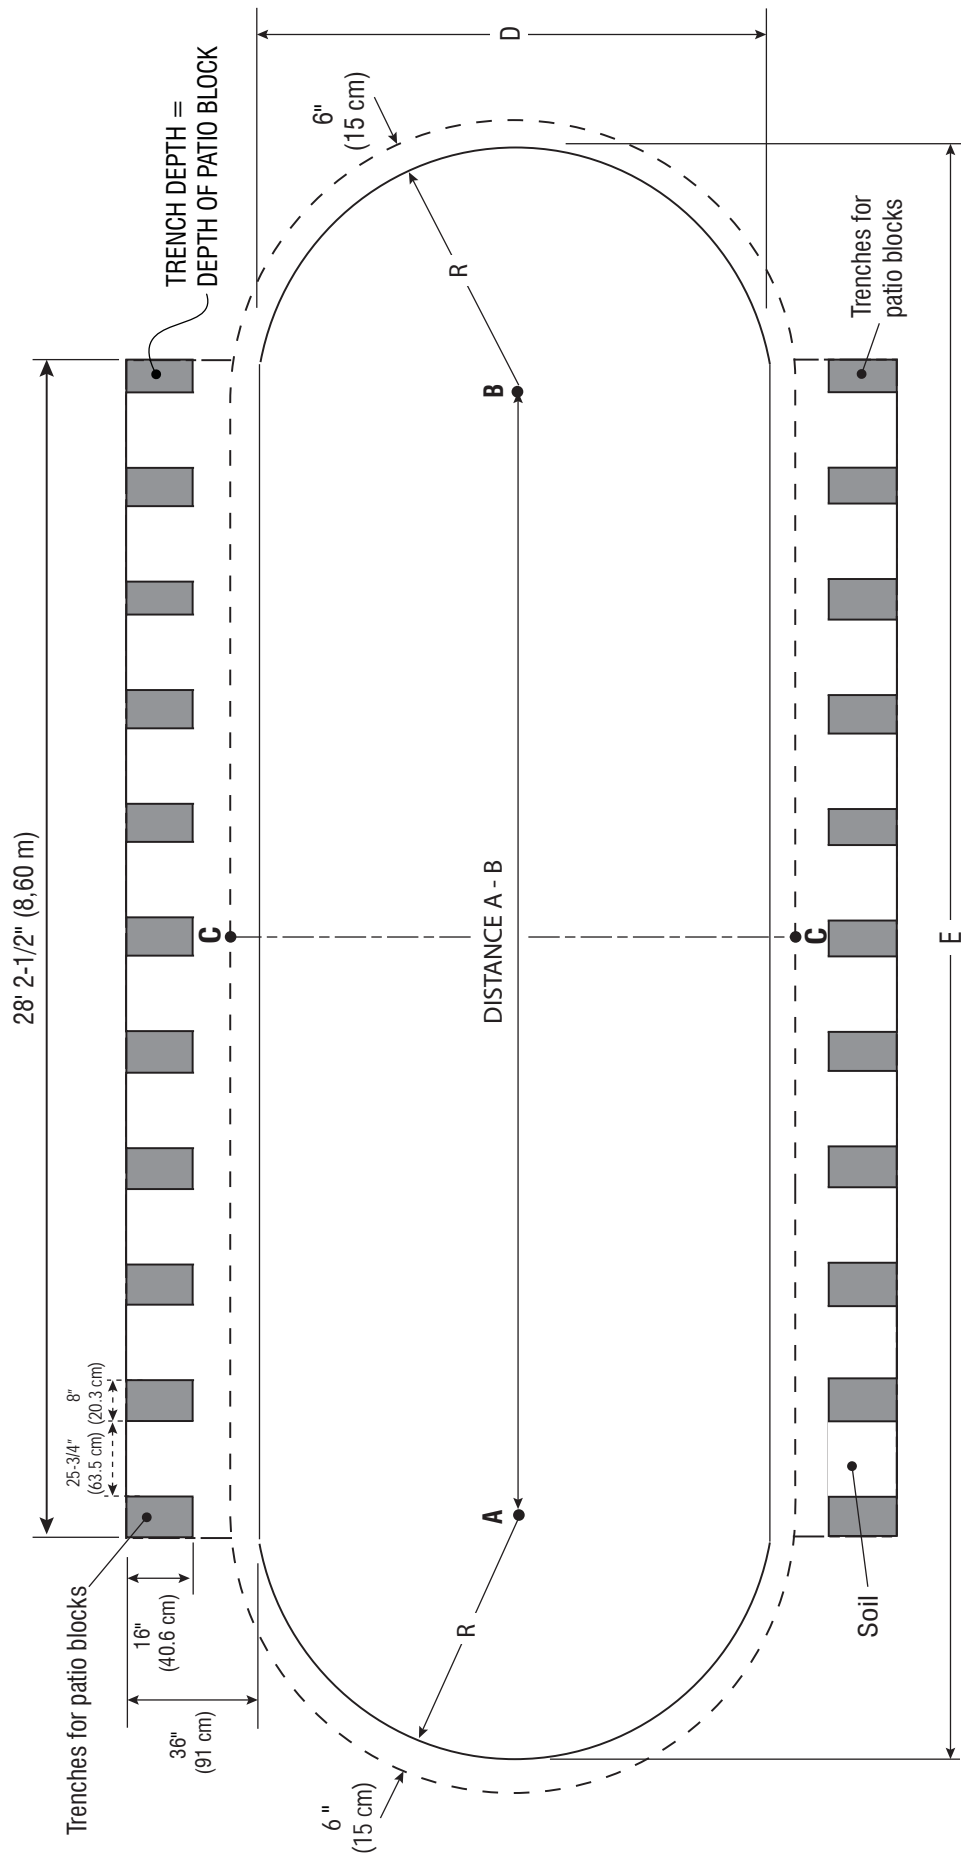 28' 2-1/2" (8,60 m)
TRENCH DEPTH =
DEPTH OF PATIO BLOCK
6"
(15 cm)
D
25-3/4"
(63.5 cm)
8"
(20.3 cm)
Trenches for patio blocks
16"
(40.6 cm)
36"
(91 cm)
C
R
B
DISTANCE A - B
A
R
C
6"
(15 cm)
Trenches for
patio blocks
Soil
E